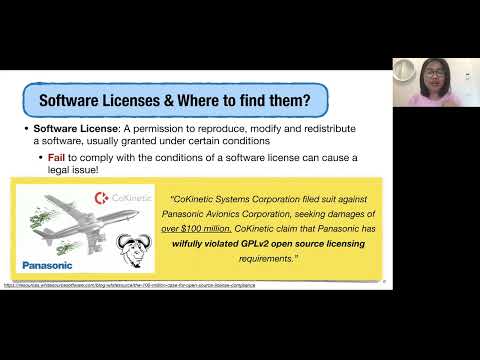 Software Licenses & Where to find them?
• Software License: A permission to reproduce, modify and redistribute
a software, usually granted under certain conditions
• Fail to comply with the conditions of a software license can cause a
legal issue!
CoKinetic
Panasonic
“CoKinetic Systems Corporation filed suit against
Panasonic Avionics Corporation, seeking damages of
over $100 million. CoKinetic claim that Panasonic has
wilfully violated GPLv2 open source licensing
requirements.”
https://resources.whitesourcesoftware.com/blog-whitesource/the-100-million-case-for-open-source-license-compliance